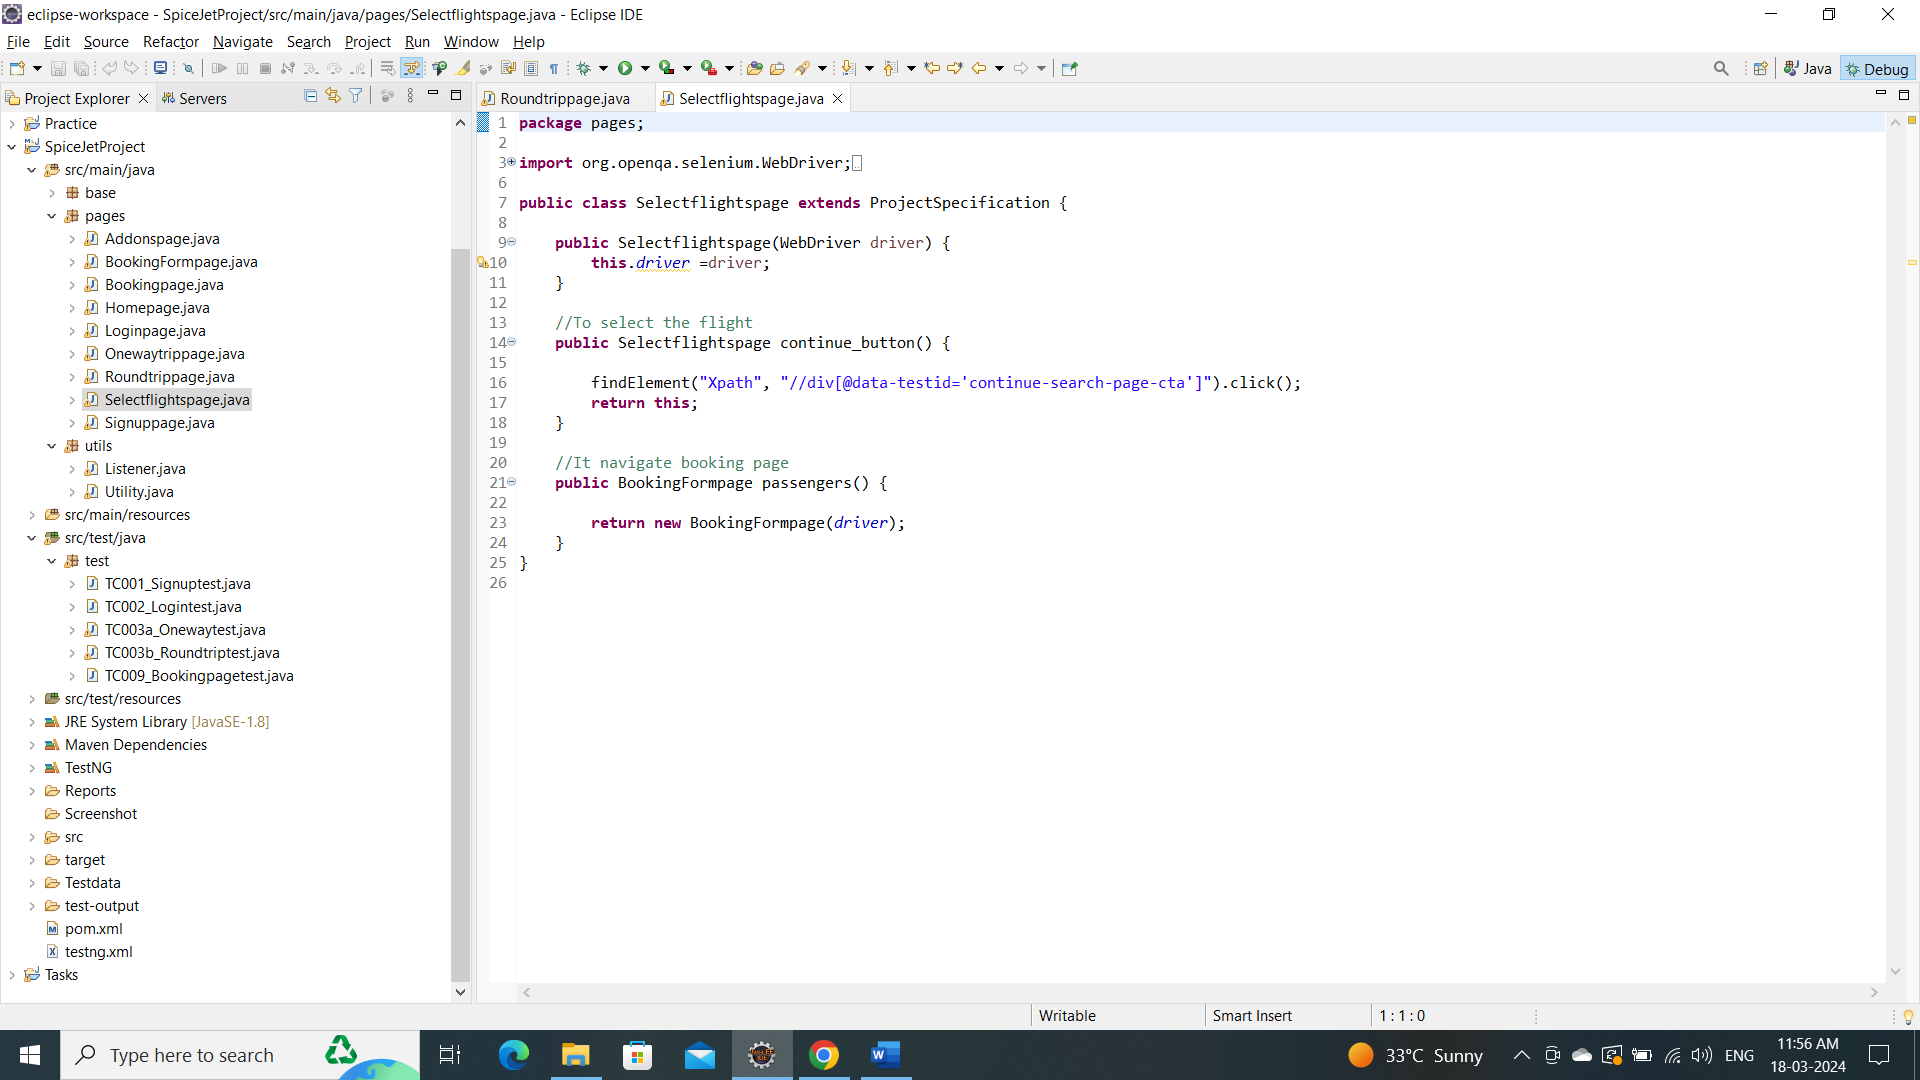 eclipse-workspace - SpiceJetProject/src/main/java/pages/Selectflightspage.java - Eclipse IDE
File Edit Source Refactor Navigate Search Project Run Window Help
Java Debug
Project Explorer Servers
Practice
SpiceJetProject
src/main/java
base
pages
Addonspage.java
BookingFormpage.java
Bookingpage.java
Homepage.java
Loginpage.java
Onewaytrippage.java
Roundtrippage.java
Selectflightspage.java
Signuppage.java
utils
Listener.java
Utility.java
src/main/resources
src/test/java
test
TC001_Signuptest.java
TC002_Logintest.java
TC003a_Onewaytest.java
TC003b_Roundtriptest.java
TC009_Bookingpagetest.java
src/test/resources
JRE System Library [JavaSE-1.8]
Maven Dependencies
TestNG
Reports
Screenshot
src
target
Testdata
test-output
pom.xml
testng.xml
Tasks
Roundtrippage.java Selectflightspage.java
1 package pages;
2
3 import org.openqa.selenium.WebDriver;
6
7 public class Selectflightspage extends ProjectSpecification {
8
9 public Selectflightspage(WebDriver driver) {
10 this.driver =driver;
11 }
12
13 //To select the flight
14 public Selectflightspage continue_button() {
15
16 findElement("Xpath", "//div[@data-testid='continue-search-page-cta']").click();
17 return this;
18 }
19
20 //It navigate booking page
21 public BookingFormpage passengers() {
22
23 return new BookingFormpage(driver);
24 }
25 }
26
Writable Smart Insert 1 : 1 : 0
Type here to search
33°C Sunny
ENG
11:56 AM
18-03-2024